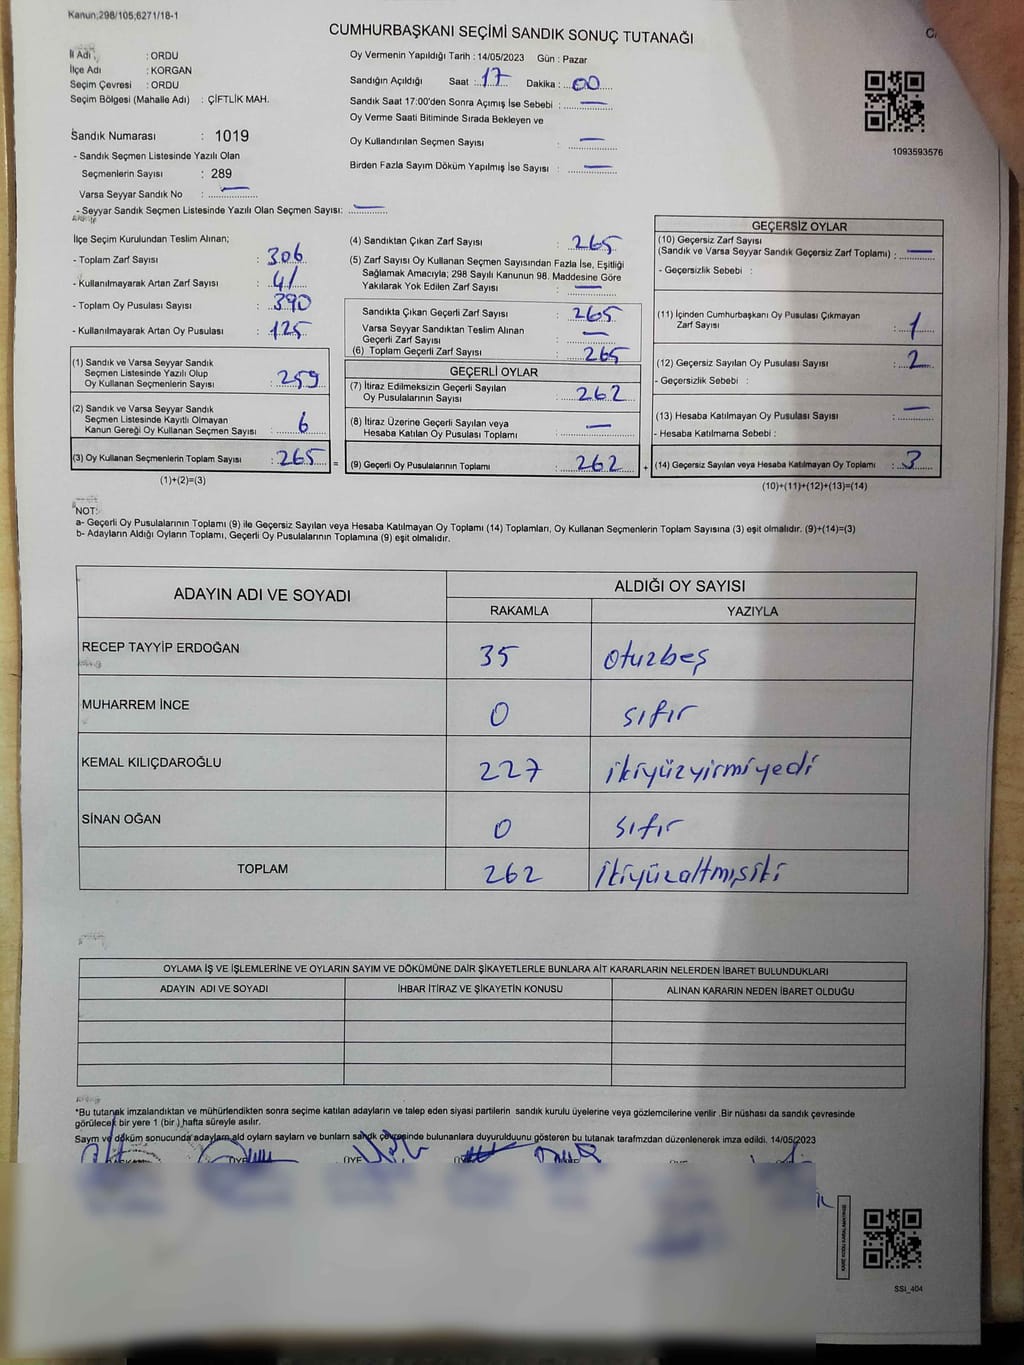 Kanun,298/105,6271/18-1
CUMHURBAŞKANI SEÇİMİ SANDIK SONUÇ TUTANAĞI
İl Adı : ORDU
İlçe Adı : KORGAN
Seçim Çevresi : ORDU
Seçim Bölgesi (Mahalle Adı) : ÇİFTLİK MAH.
Sandık Numarası : 1019
- Sandık Seçmen Listesinde Yazılı Olan
Seçmenlerin Sayısı : 289
Varsa Seyyar Sandık No : —
- Seyyar Sandık Seçmen Listesinde Yazılı Olan Seçmen Sayısı: —
Oy Vermenin Yapıldığı Tarih : 14/05/2023 Gün : Pazar
Sandığın Açıldığı Saat : 17 Dakika : 00
Sandık Saat 17:00'den Sonra Açımış İse Sebebi : —
Oy Verme Saati Bitiminde Sırada Bekleyen ve
Oy Kullandırılan Seçmen Sayısı : —
Birden Fazla Sayım Döküm Yapılmış İse Sayısı : —
1093593576
İlçe Seçim Kurulundan Teslim Alınan;
- Toplam Zarf Sayısı : 306
- Kullanılmayarak Artan Zarf Sayısı : 41
- Toplam Oy Pusulası Sayısı : 390
- Kullanılmayarak Artan Oy Pusulası : 125
(1) Sandık ve Varsa Seyyar Sandık
Seçmen Listesinde Yazılı Olup
Oy Kullanan Seçmenlerin Sayısı : 259
(2) Sandık ve Varsa Seyyar Sandık
Seçmen Listesinde Kayıtlı Olmayan
Kanun Gereği Oy Kullanan Seçmen Sayısı : 6
(3) Oy Kullanan Seçmenlerin Toplam Sayısı : 265 =
(1)+(2)=(3)
(4) Sandıktan Çıkan Zarf Sayısı : 265
(5) Zarf Sayısı Oy Kullanan Seçmen Sayısından Fazla İse, Eşitliği
Sağlamak Amacıyla; 298 Sayılı Kanunun 98. Maddesine Göre
Yakılarak Yok Edilen Zarf Sayısı : —
Sandıkta Çıkan Geçerli Zarf Sayısı : 265
Varsa Seyyar Sandıktan Teslim Alınan
Geçerli Zarf Sayısı : —
(6) Toplam Geçerli Zarf Sayısı : 265
GEÇERLİ OYLAR
(7) İtiraz Edilmeksizin Geçerli Sayılan
Oy Pusulalarının Sayısı : 262
(8) İtiraz Üzerine Geçerli Sayılan veya
Hesaba Katılan Oy Pusulası Toplamı : —
(9) Geçerli Oy Pusulalarının Toplamı : 262 +
GEÇERSİZ OYLAR
(10) Geçersiz Zarf Sayısı
(Sandık ve Varsa Seyyar Sandık Geçersiz Zarf Toplamı) : —
- Geçersizlik Sebebi :
(11) İçinden Cumhurbaşkanı Oy Pusulası Çıkmayan
Zarf Sayısı : 1
(12) Geçersiz Sayılan Oy Pusulası Sayısı : 2
- Geçersizlik Sebebi :
(13) Hesaba Katılmayan Oy Pusulası Sayısı : —
- Hesaba Katılmama Sebebi :
(14) Geçersiz Sayılan veya Hesaba Katılmayan Oy Toplamı : 3
(10)+(11)+(12)+(13)=(14)
NOT:
a- Geçerli Oy Pusulalarının Toplamı (9) ile Geçersiz Sayılan veya Hesaba Katılmayan Oy Toplamı (14) Toplamları, Oy Kullanan Seçmenlerin Toplam Sayısına (3) eşit olmalıdır. (9)+(14)=(3)
b- Adayların Aldığı Oyların Toplamı, Geçerli Oy Pusulalarının Toplamına (9) eşit olmalıdır.
ADAYIN ADI VE SOYADI ALDIĞI OY SAYISI
RAKAMLA YAZIYLA
RECEP TAYYİP ERDOĞAN 35 otuzbeş
MUHARREM İNCE 0 sıfır
KEMAL KILIÇDAROĞLU 227 ikiyüzyirmiyedi
SİNAN OĞAN 0 sıfır
TOPLAM 262 ikiyüzaltmışiki
OYLAMA İŞ VE İŞLEMLERİNE VE OYLARIN SAYIM VE DÖKÜMÜNE DAİR ŞİKAYETLERLE BUNLARA AİT KARARLARIN NELERDEN İBARET BULUNDUKLARI
ADAYIN ADI VE SOYADI İHBAR İTİRAZ VE ŞİKAYETİN KONUSU ALINAN KARARIN NEDEN İBARET OLDUĞU
*Bu tutanak imzalandıktan ve mühürlendikten sonra seçime katılan adayların ve talep eden siyasi partilerin sandık kurulu üyelerine veya gözlemcilerine verilir .Bir nüshası da sandık çevresinde
görülecek bir yere 1 (bir ) hafta süreyle asılır.
Sayım ve döküm sonucunda adayların ald oyların sayları ve bunların sandk çevresinde bulunanlara duyurulduunu gösteren bu tutanak tarafmzdan düzenlenerek imza edildi. 14/05/2023
ÜYE ÜYE
SSİ_404